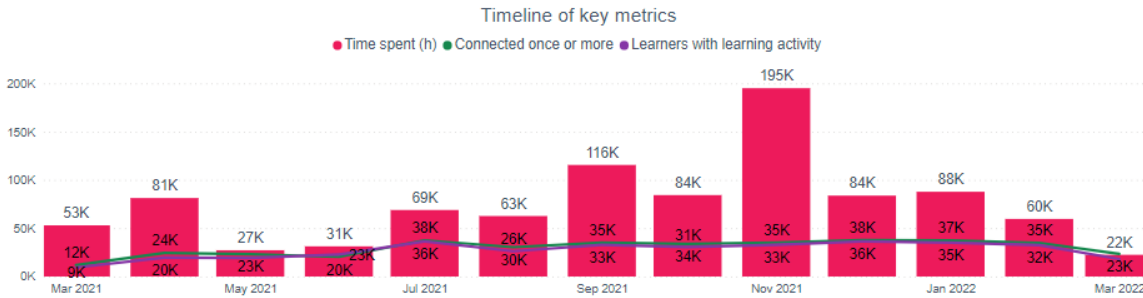 Timeline of key metrics
Time spent (h) Connected once or more Learners with learning activity
200K
150K
100K
50K
0K
53K 81K 27K 31K 69K 63K 116K 84K 195K 84K 88K 60K 22K
12K 24K 23K 38K 26K 35K 31K 35K 38K 37K 35K
9K 20K 23K 20K 36K 30K 33K 34K 33K 36K 35K 32K 23K
Mar 2021 May 2021 Jul 2021 Sep 2021 Nov 2021 Jan 2022 Mar 2022